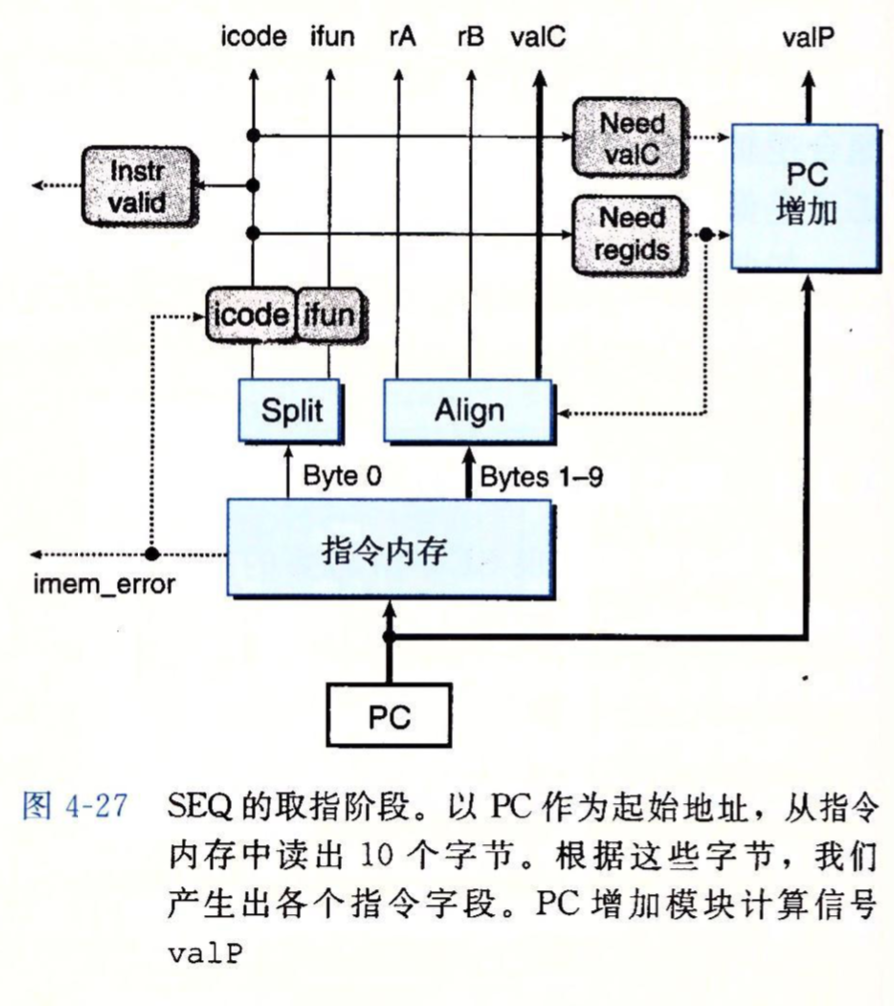 icode ifun rA rB valC valP
Need
valC
Instr
valid
PC
增加
Need
regids
icode ifun
Split
Align
Byte 0
Bytes 1–9
指令内存
imem_error
PC
图 4-27 SEQ 的取指阶段。以 PC 作为起始地址，从指令
内存中读出 10 个字节。根据这些字节，我们
产生出各个指令字段。PC 增加模块计算信号
valP